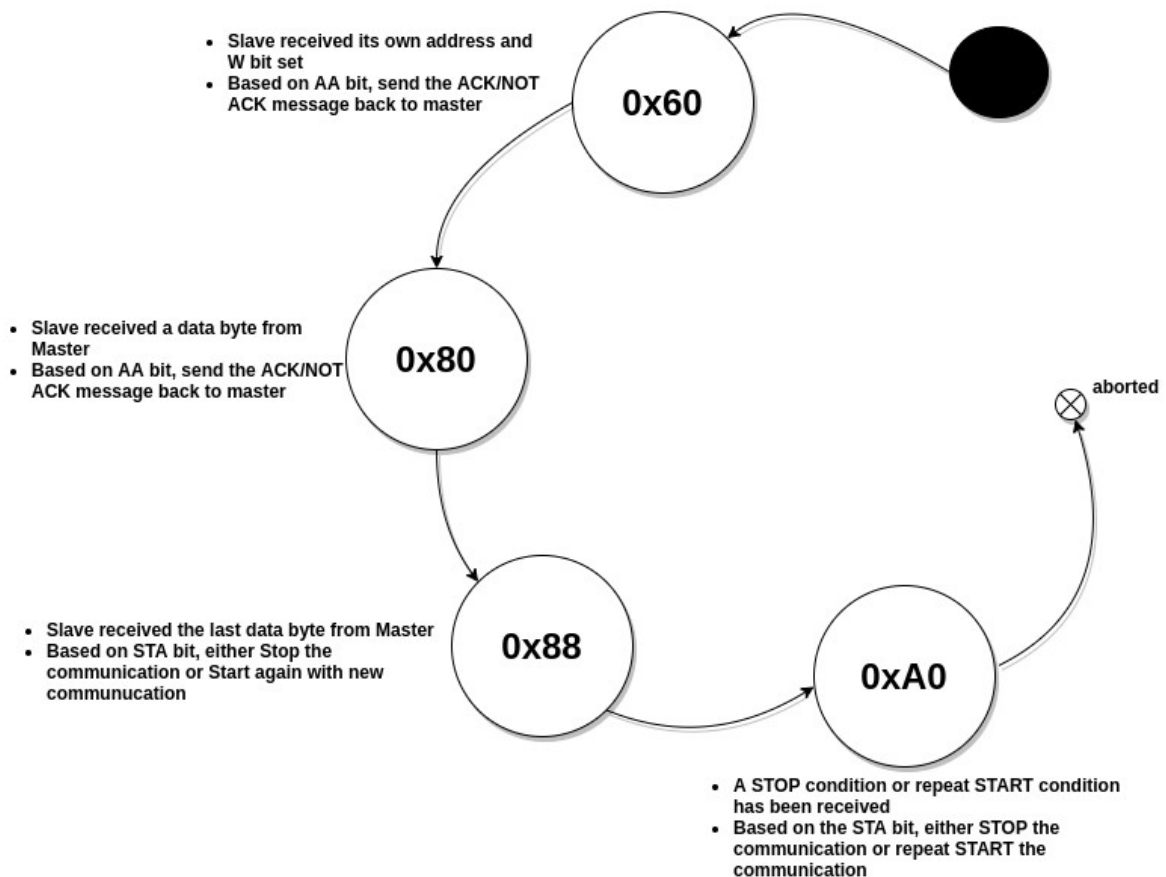 • Slave received its own address and
W bit set
• Based on AA bit, send the ACK/NOT
ACK message back to master
0x60
• Slave received a data byte from
Master
• Based on AA bit, send the ACK/NOT
ACK message back to master
0x80
aborted
• Slave received the last data byte from Master
• Based on STA bit, either Stop the
communication or Start again with new
communucation
0x88
0xA0
• A STOP condition or repeat START condition
has been received
• Based on the STA bit, either STOP the
communication or repeat START the
communication